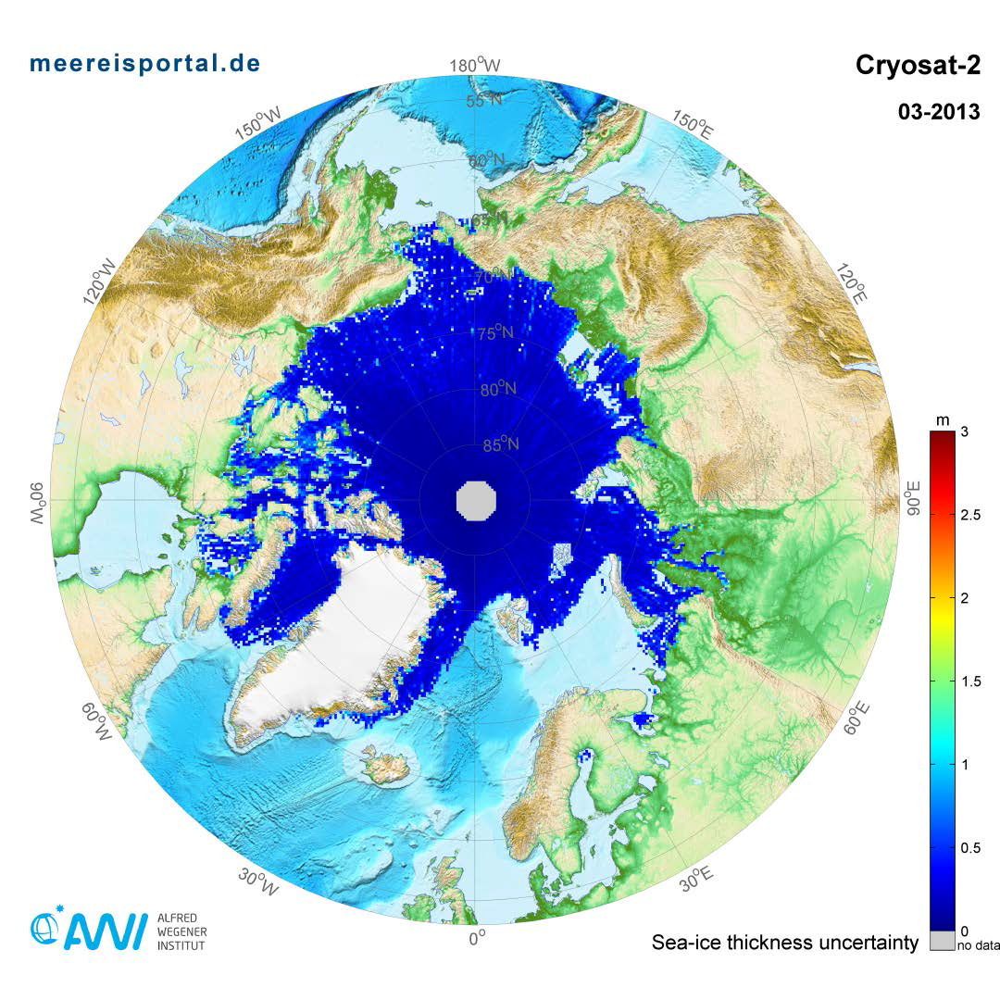 meereisportal.de
Cryosat-2
03-2013
180°W
150°W
150°E
120°W
120°E
90°W
90°E
60°W
60°E
30°W
30°E
0°
55°N
60°N
65°N
70°N
75°N
80°N
85°N
m
3
2.5
2
1.5
1
0.5
0
no data
Sea-ice thickness uncertainty
AWI
ALFRED
WEGENER
INSTITUT